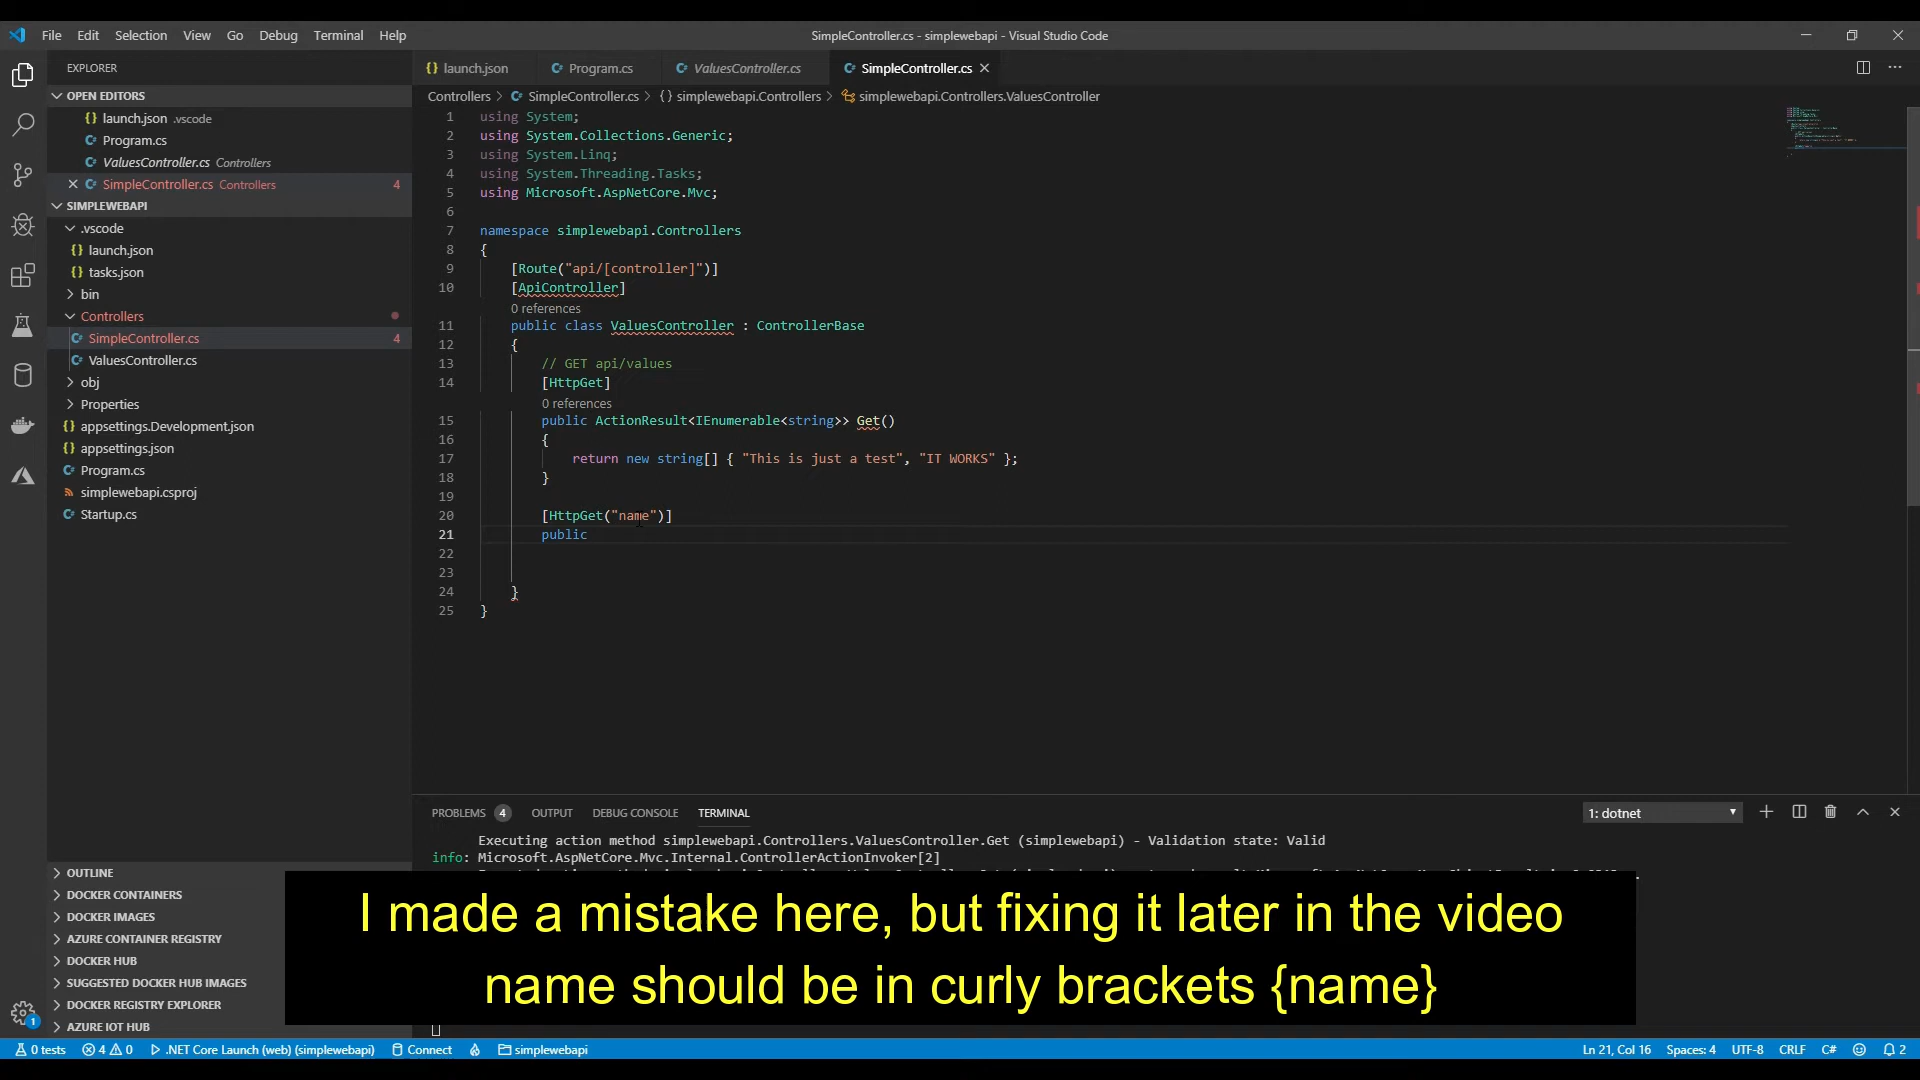 File Edit Selection View Go Debug Terminal Help
SimpleController.cs - simplewebapi - Visual Studio Code
EXPLORER
OPEN EDITORS
launch.json .vscode
Program.cs
ValuesController.cs Controllers
SimpleController.cs Controllers 4
SIMPLEWEBAPI
.vscode
launch.json
tasks.json
bin
Controllers
SimpleController.cs 4
ValuesController.cs
obj
Properties
appsettings.Development.json
appsettings.json
Program.cs
simplewebapi.csproj
Startup.cs
OUTLINE
DOCKER CONTAINERS
DOCKER IMAGES
AZURE CONTAINER REGISTRY
DOCKER HUB
SUGGESTED DOCKER HUB IMAGES
DOCKER REGISTRY EXPLORER
AZURE IOT HUB
1
launch.json Program.cs ValuesController.cs SimpleController.cs
Controllers > SimpleController.cs > {} simplewebapi.Controllers > simplewebapi.Controllers.ValuesController
1 using System;
2 using System.Collections.Generic;
3 using System.Linq;
4 using System.Threading.Tasks;
5 using Microsoft.AspNetCore.Mvc;
6
7 namespace simplewebapi.Controllers
8 {
9 [Route("api/[controller]")]
10 [ApiController]
0 references
11 public class ValuesController : ControllerBase
12 {
13 // GET api/values
14 [HttpGet]
0 references
15 public ActionResult<IEnumerable<string>> Get()
16 {
17 return new string[] { "This is just a test", "IT WORKS" };
18 }
19
20 [HttpGet("name")]
21 public
22
23
24 }
25 }
PROBLEMS 4 OUTPUT DEBUG CONSOLE TERMINAL
1: dotnet
Executing action method simplewebapi.Controllers.ValuesController.Get (simplewebapi) - Validation state: Valid
info: Microsoft.AspNetCore.Mvc.Internal.ControllerActionInvoker[2]
I made a mistake here, but fixing it later in the video
name should be in curly brackets {name}
0 tests 4 0 .NET Core Launch (web) (simplewebapi) Connect simplewebapi
Ln 21, Col 16 Spaces: 4 UTF-8 CRLF C# 2